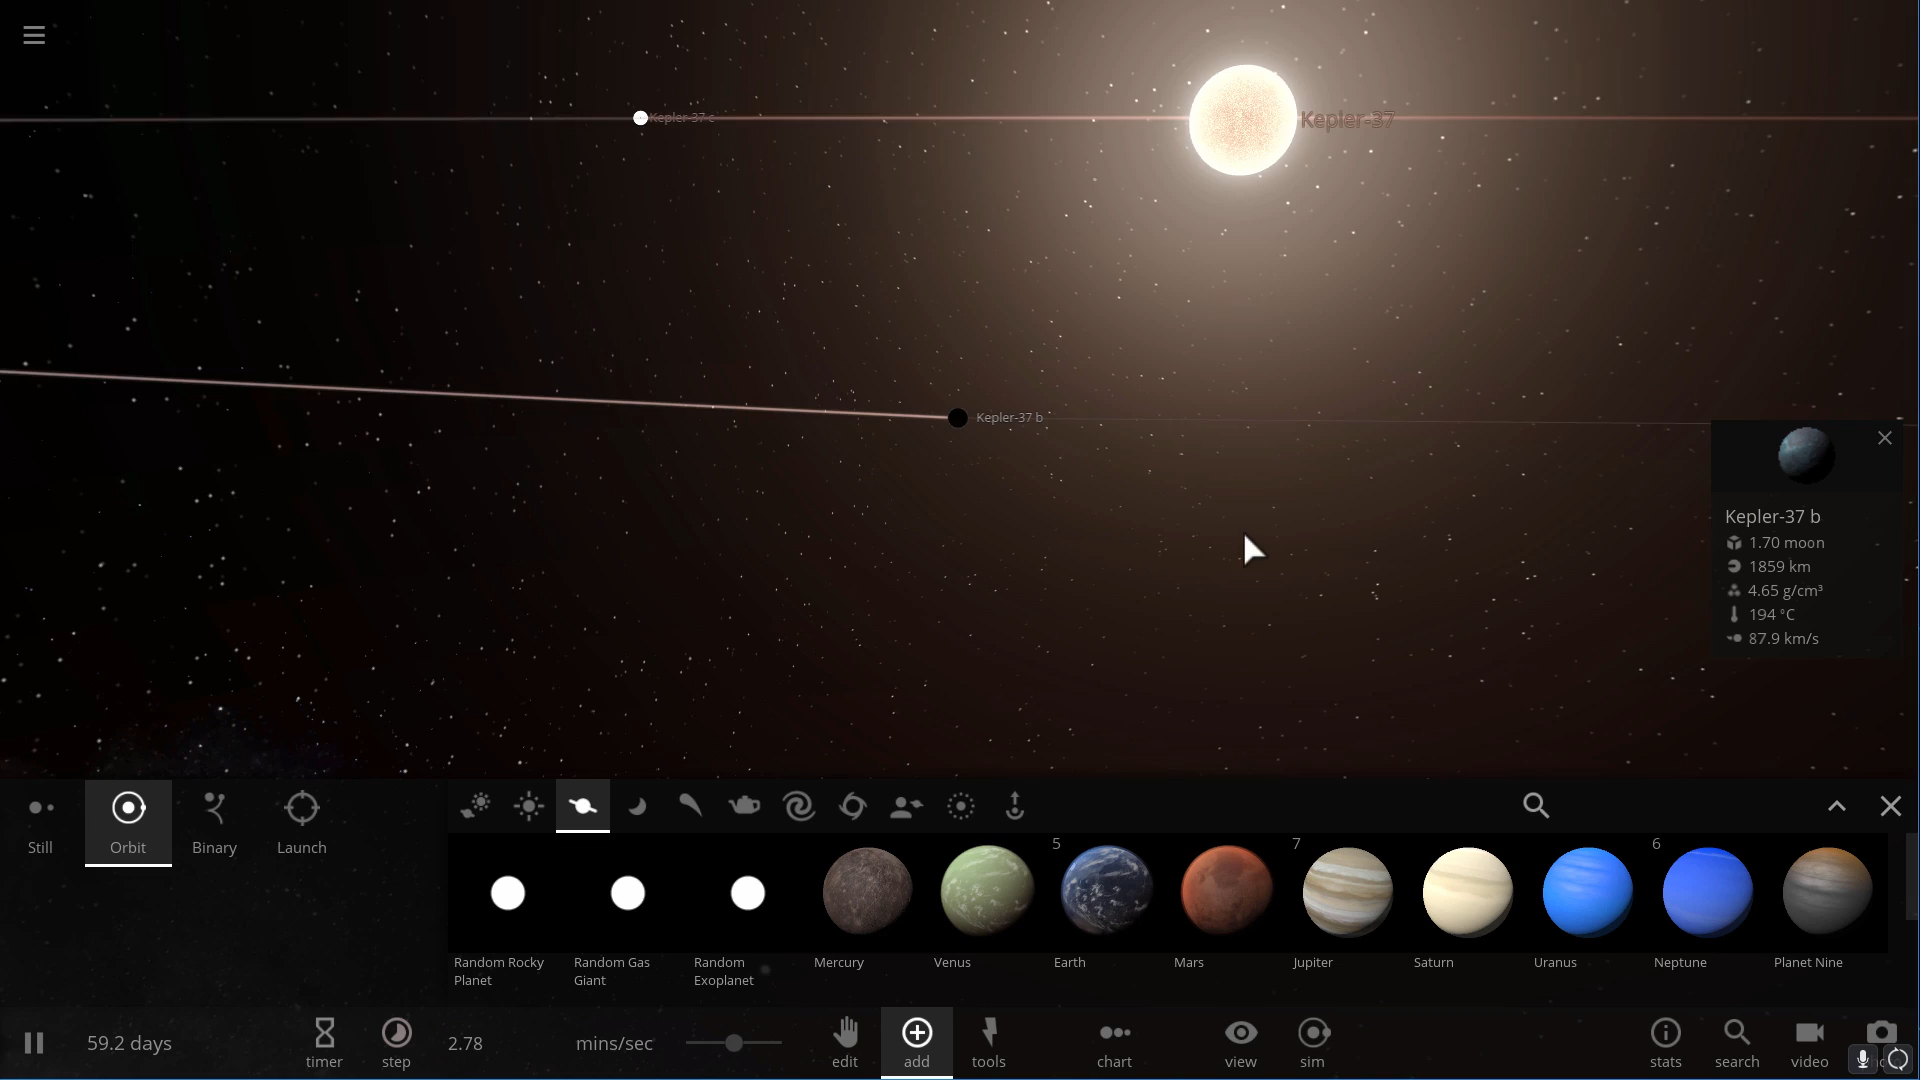 Kepler-37 c
Kepler-37
Kepler-37 b
Kepler-37 b
1.70 moon
1859 km
4.65 g/cm³
194 °C
87.9 km/s
Still
Orbit
Binary
Launch
5
7
6
Random Rocky
Planet
Random Gas
Giant
Random
Exoplanet
Mercury
Venus
Earth
Mars
Jupiter
Saturn
Uranus
Neptune
Planet Nine
59.2 days
timer
step
2.78
mins/sec
edit
add
tools
chart
view
sim
stats
search
video